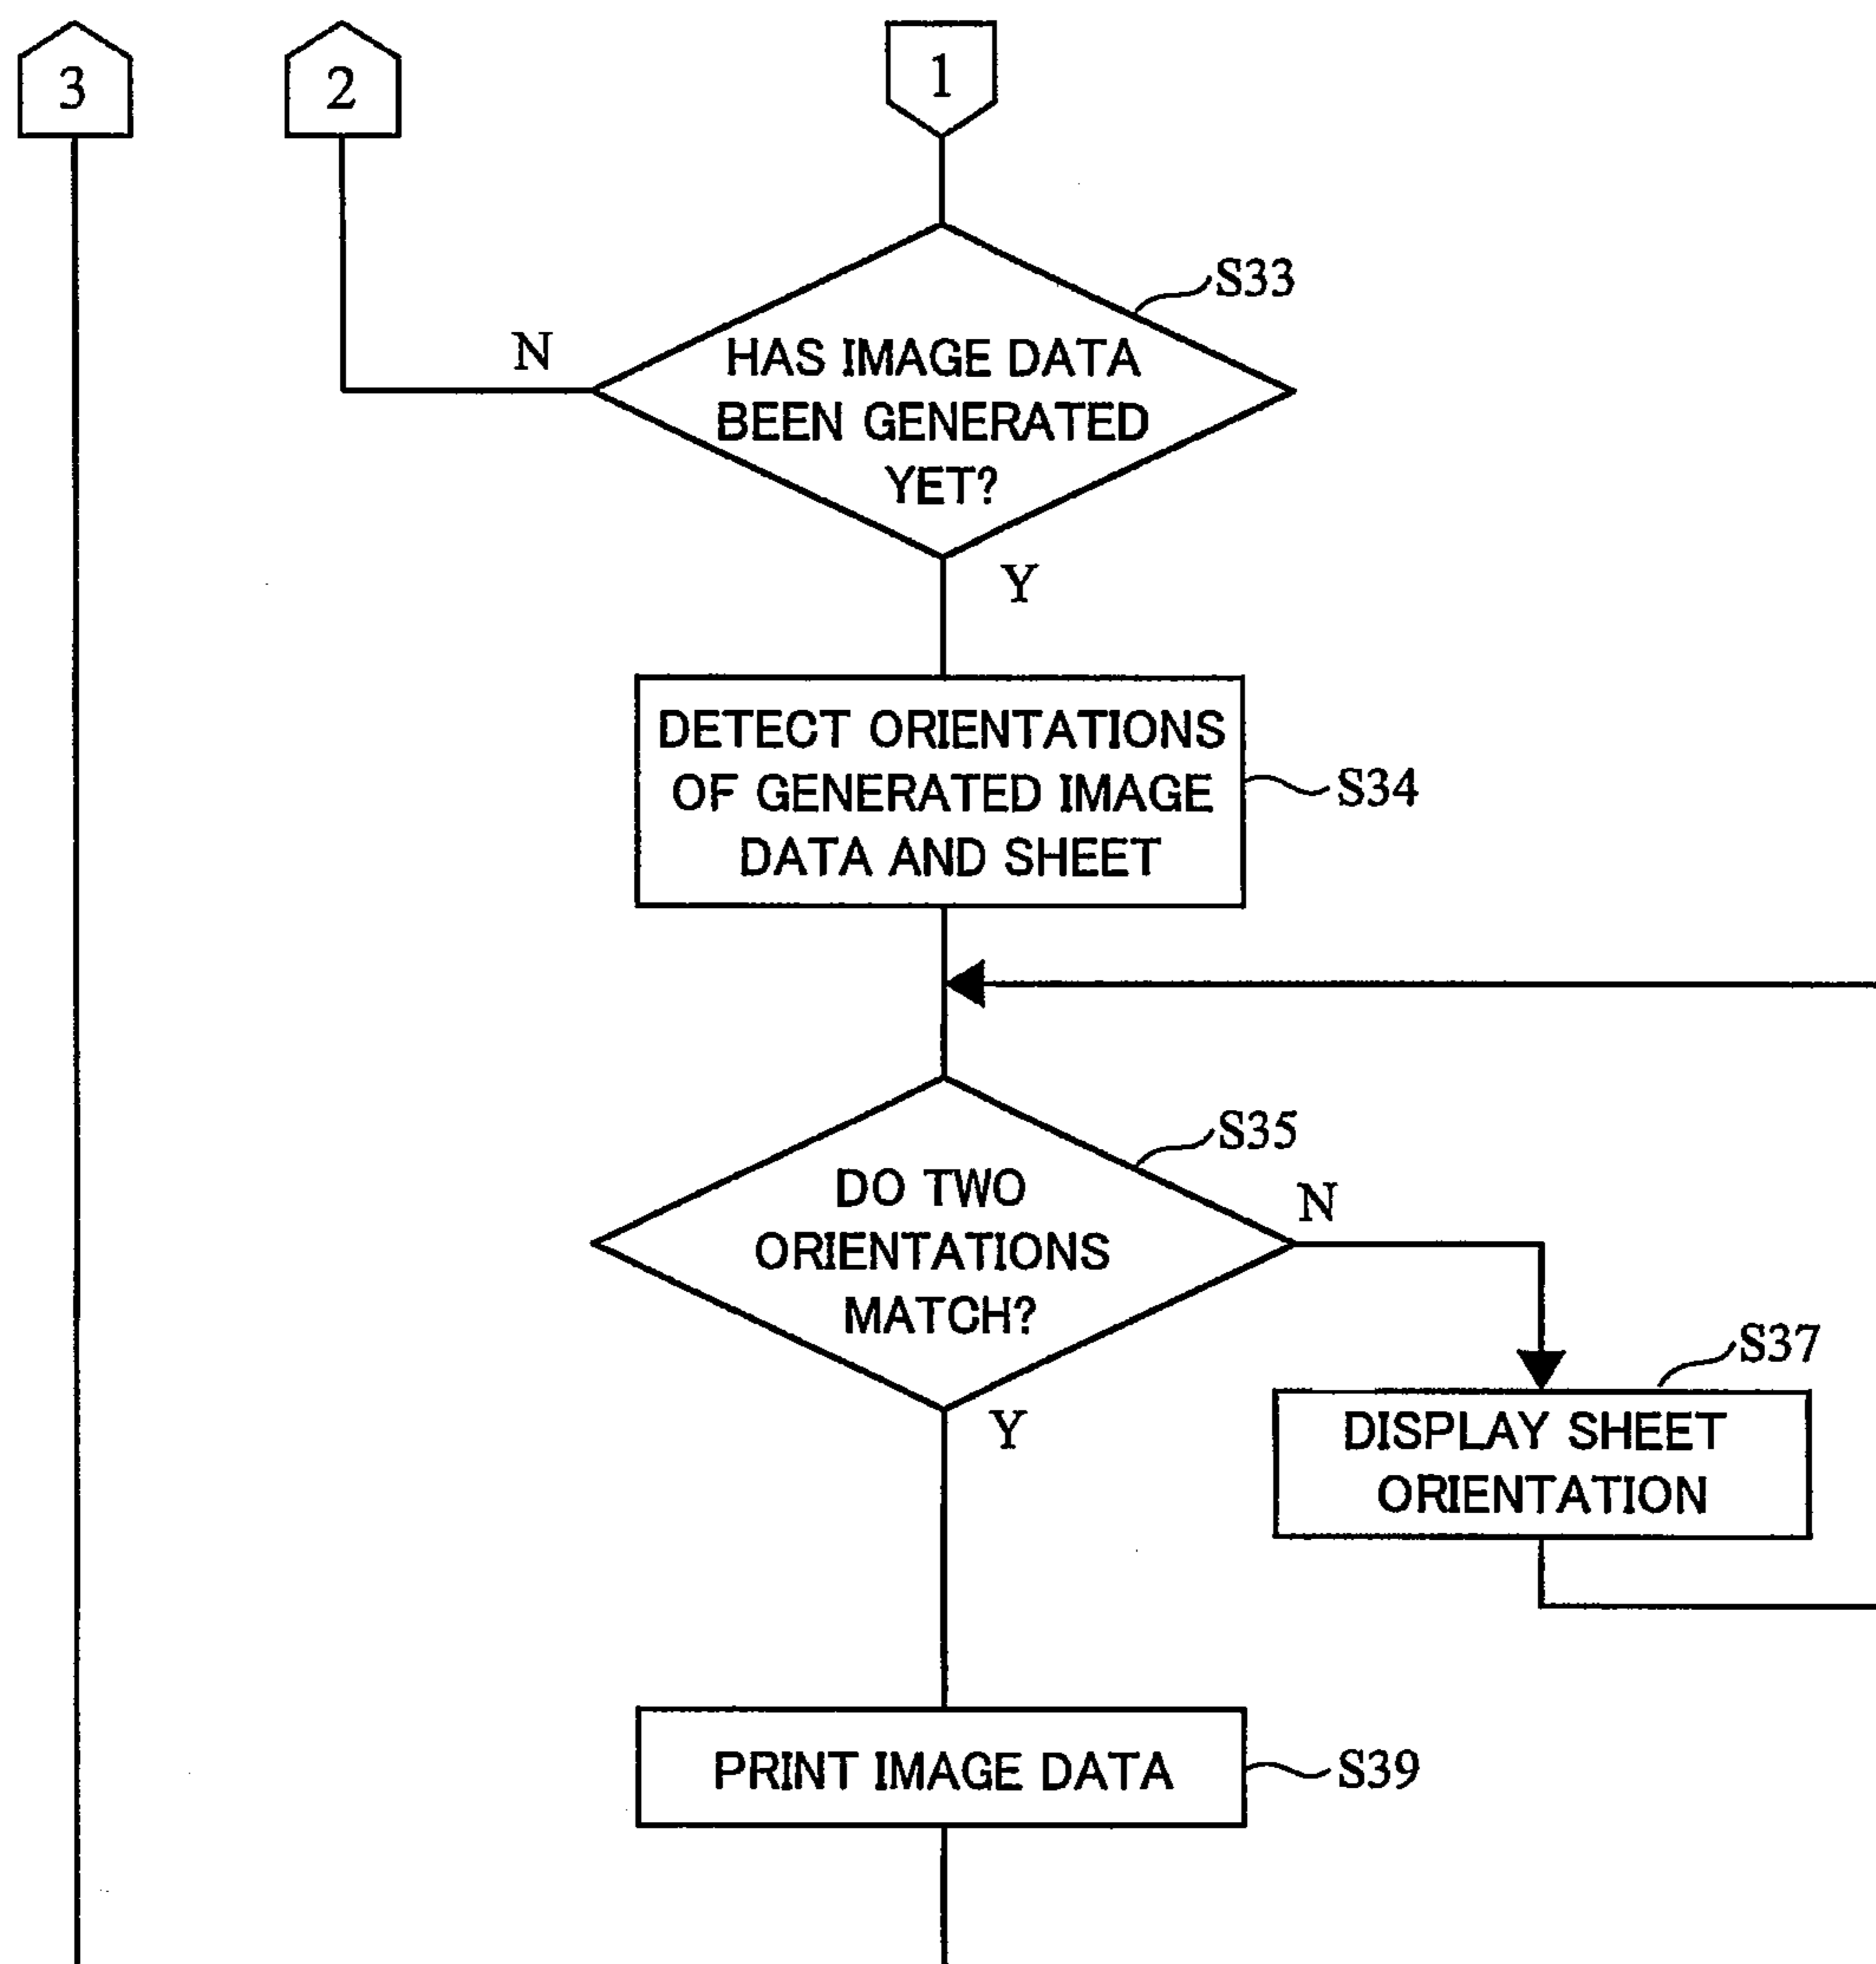 3
2
1
S33
N
HAS IMAGE DATA
BEEN GENERATED
YET?
Y
DETECT ORIENTATIONS
OF GENERATED IMAGE
DATA AND SHEET
S34
S35
DO TWO
ORIENTATIONS
MATCH?
N
Y
S37
DISPLAY SHEET
ORIENTATION
PRINT IMAGE DATA
S39